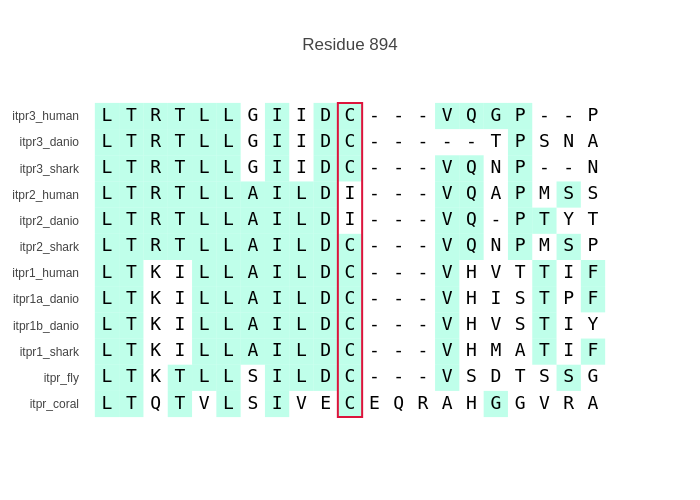 Residue 894
itpr3_human L T R T L L G I I D C - - - V Q G P - - P
itpr3_danio L T R T L L G I I D C - - - - - T P S N A
itpr3_shark L T R T L L G I I D C - - - V Q N P - - N
itpr2_human L T R T L L A I L D I - - - V Q A P M S S
itpr2_danio L T R T L L A I L D I - - - V Q - P T Y T
itpr2_shark L T R T L L A I L D C - - - V Q N P M S P
itpr1_human L T K I L L A I L D C - - - V H V T T I F
itpr1a_danio L T K I L L A I L D C - - - V H I S T P F
itpr1b_danio L T K I L L A I L D C - - - V H V S T I Y
itpr1_shark L T K I L L A I L D C - - - V H M A T I F
itpr_fly L T K T L L S I L D C - - - V S D T S S G
itpr_coral L T Q T V L S I V E C E Q R A H G G V R A